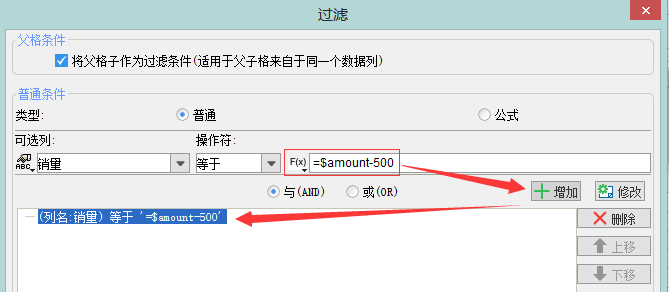 过滤
父格条件
将父格子作为过滤条件(适用于父子格来自于同一个数据列)
普通条件
类型: 普通 公式
可选列: 操作符:
ABC 销量 等于 F(x) =$amount-500
与(AND) 或(OR) 增加 修改
(列名:销量) 等于 '=$amount-500' 删除
上移
下移